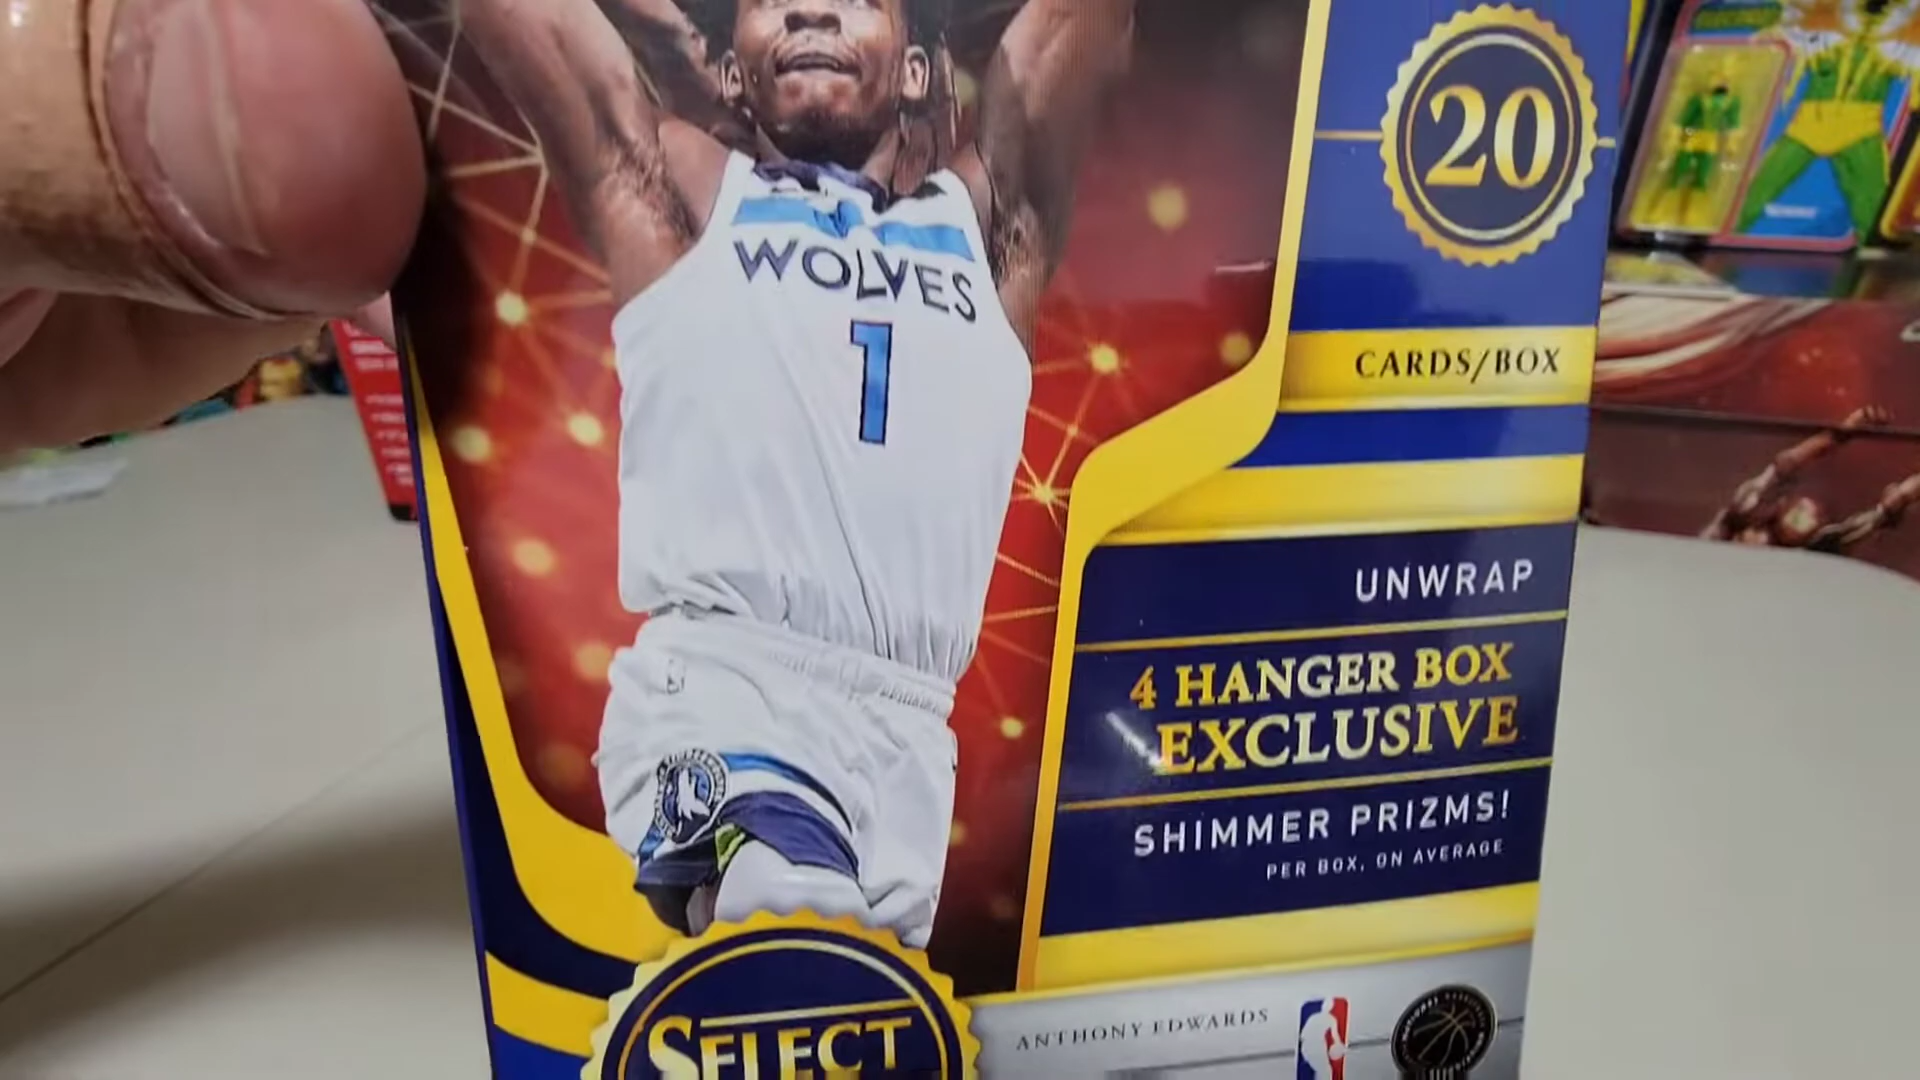 20
CARDS/BOX
WOLVES
1
UNWRAP
4 HANGER BOX
EXCLUSIVE
SHIMMER PRIZMS!
PER BOX, ON AVERAGE
SELECT
ANTHONY EDWARDS